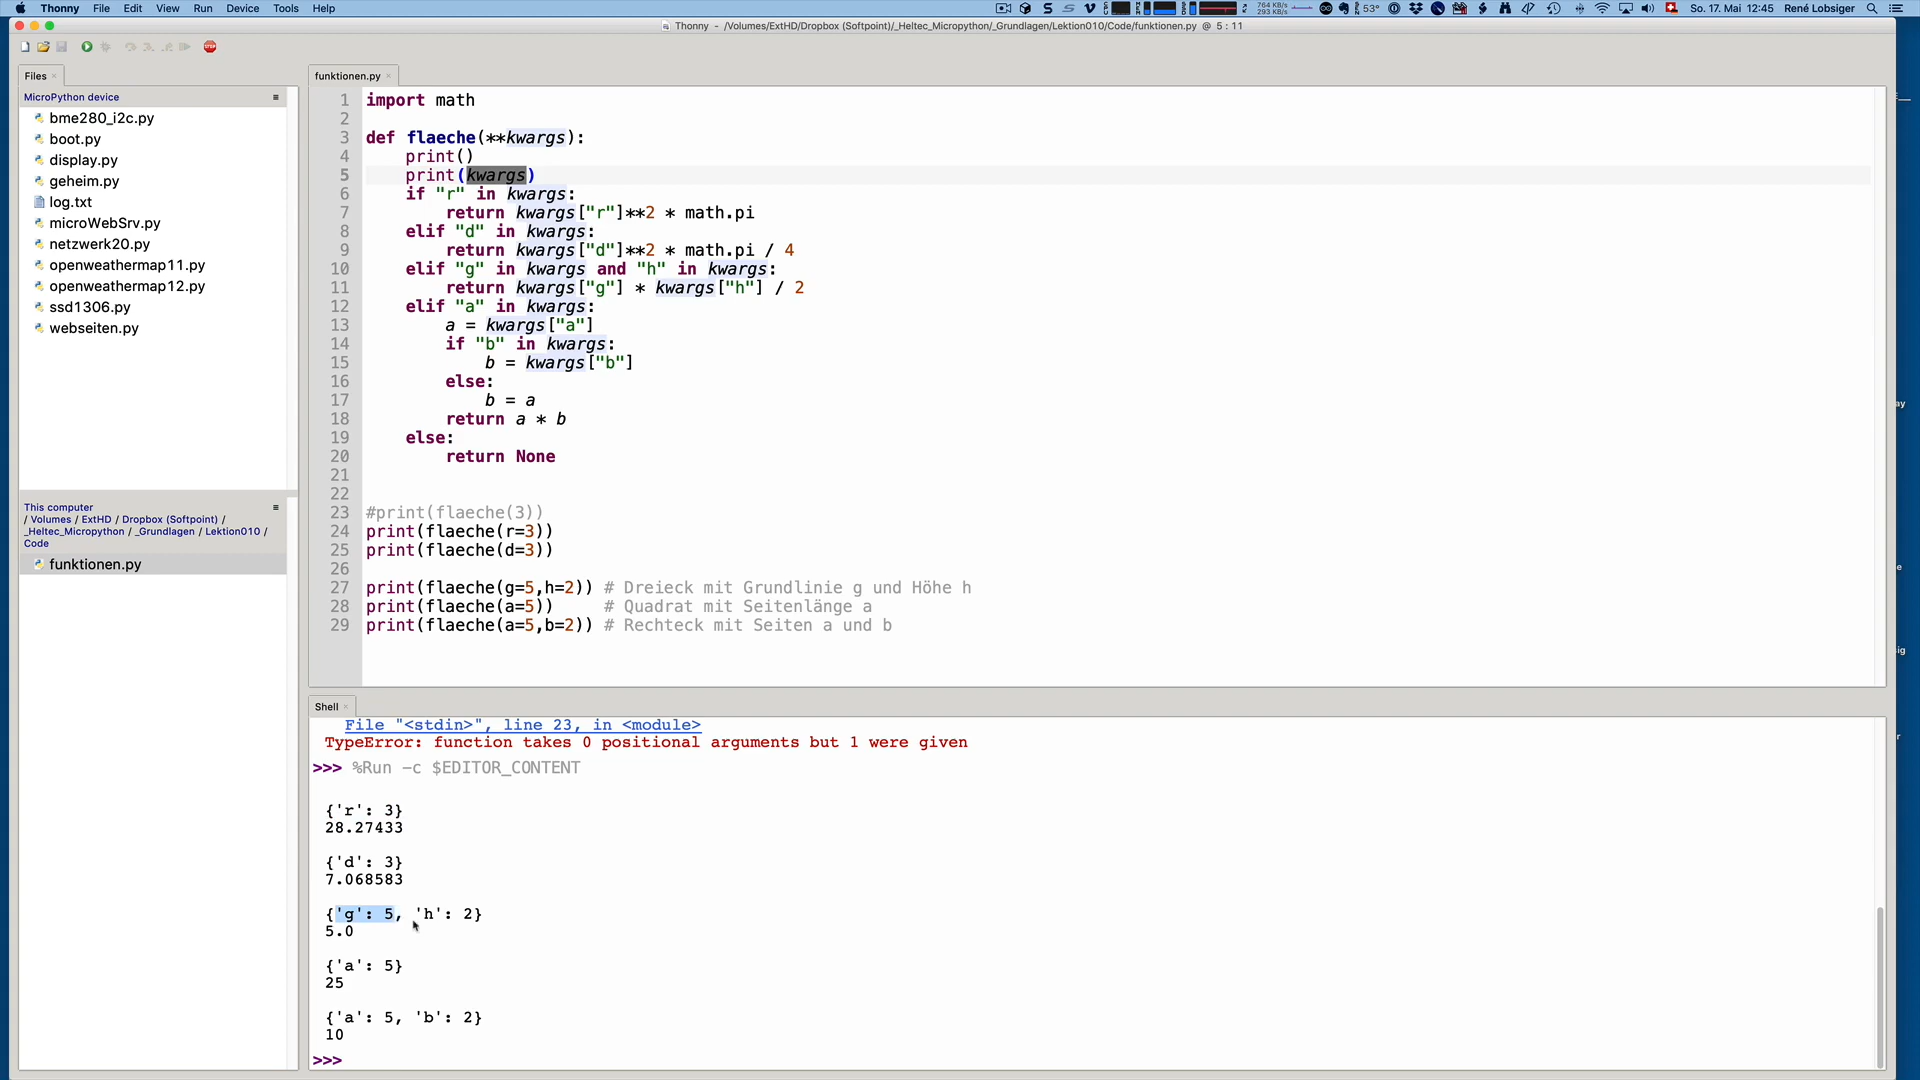 Thonny File Edit View Run Device Tools Help
764 KB/s
293 KB/s
53° So. 17. Mai 12:45 René Lobsiger
Thonny - /Volumes/ExtHD/Dropbox (Softpoint)/_Heltec_Micropython/_Grundlagen/Lektion010/Code/funktionen.py @ 5 : 11
Files
MicroPython device
bme280_i2c.py
boot.py
display.py
geheim.py
log.txt
microWebSrv.py
netzwerk20.py
openweathermap11.py
openweathermap12.py
ssd1306.py
webseiten.py
This computer
/ Volumes / ExtHD / Dropbox (Softpoint) /
_Heltec_Micropython / _Grundlagen / Lektion010 /
Code
funktionen.py
funktionen.py
1 import math
2
3 def flaeche(**kwargs):
4     print()
5     print(kwargs)
6     if "r" in kwargs:
7         return kwargs["r"]**2 * math.pi
8     elif "d" in kwargs:
9         return kwargs["d"]**2 * math.pi / 4
10     elif "g" in kwargs and "h" in kwargs:
11         return kwargs["g"] * kwargs["h"] / 2
12     elif "a" in kwargs:
13         a = kwargs["a"]
14         if "b" in kwargs:
15             b = kwargs["b"]
16         else:
17             b = a
18         return a * b
19     else:
20         return None
21
22
23 #print(flaeche(3))
24 print(flaeche(r=3))
25 print(flaeche(d=3))
26
27 print(flaeche(g=5,h=2)) # Dreieck mit Grundlinie g und Höhe h
28 print(flaeche(a=5))     # Quadrat mit Seitenlänge a
29 print(flaeche(a=5,b=2)) # Rechteck mit Seiten a und b
Shell
File "<stdin>", line 23, in <module>
TypeError: function takes 0 positional arguments but 1 were given
>>> %Run -c $EDITOR_CONTENT
{'r': 3}
28.27433
{'d': 3}
7.068583
{'g': 5, 'h': 2}
5.0
{'a': 5}
25
{'a': 5, 'b': 2}
10
>>>